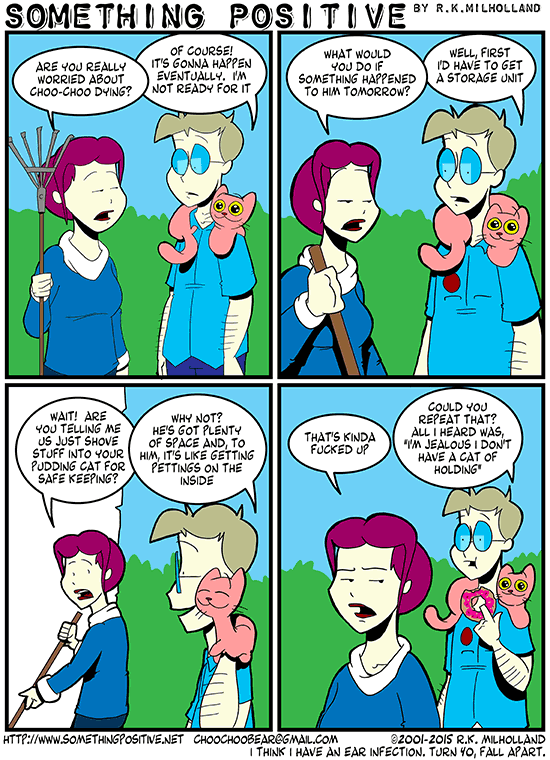 SOMETHING POSITIVE BY R.K.MILHOLLAND
ARE YOU REALLY
WORRIED ABOUT
CHOO-CHOO DYING?
OF COURSE!
IT'S GONNA HAPPEN
EVENTUALLY. I'M
NOT READY FOR IT
WHAT WOULD
YOU DO IF
SOMETHING HAPPENED
TO HIM TOMORROW?
WELL, FIRST
I'D HAVE TO GET
A STORAGE UNIT
WAIT! ARE
YOU TELLING ME
US JUST SHOVE
STUFF INTO YOUR
PUDDING CAT FOR
SAFE KEEPING?
WHY NOT?
HE'S GOT PLENTY
OF SPACE AND, TO
HIM, IT'S LIKE GETTING
PETTINGS ON THE
INSIDE
THAT'S KINDA
FUCKED UP
COULD YOU
REPEAT THAT?
ALL I HEARD WAS,
"I'M JEALOUS I DON'T
HAVE A CAT OF
HOLDING"
HTTP://WWW.SOMETHINGPOSITIVE.NET CHOOCHOOBEAR@GMAIL.COM ©2001-2015 R.K. MILHOLLAND
I THINK I HAVE AN EAR INFECTION. TURN 40, FALL APART.